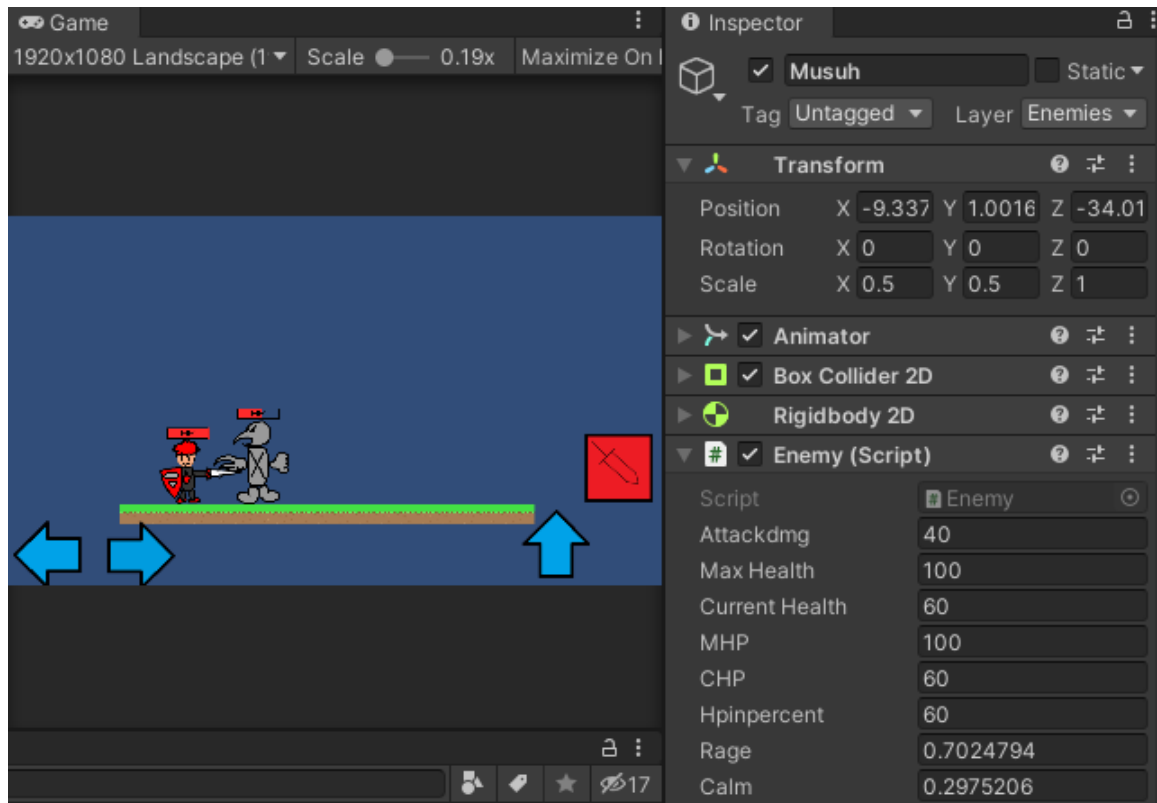 Game
1920x1080 Landscape (1 Scale 0.19x Maximize On
Inspector
Musuh Static
Tag Untagged Layer Enemies
Transform
Position X -9.337 Y 1.0016 Z -34.01
Rotation X 0 Y 0 Z 0
Scale X 0.5 Y 0.5 Z 1
Animator
Box Collider 2D
Rigidbody 2D
# Enemy (Script)
Script # Enemy
Attackdmg 40
Max Health 100
Current Health 60
MHP 100
CHP 60
Hpinpercent 60
Rage 0.7024794
Calm 0.2975206
17